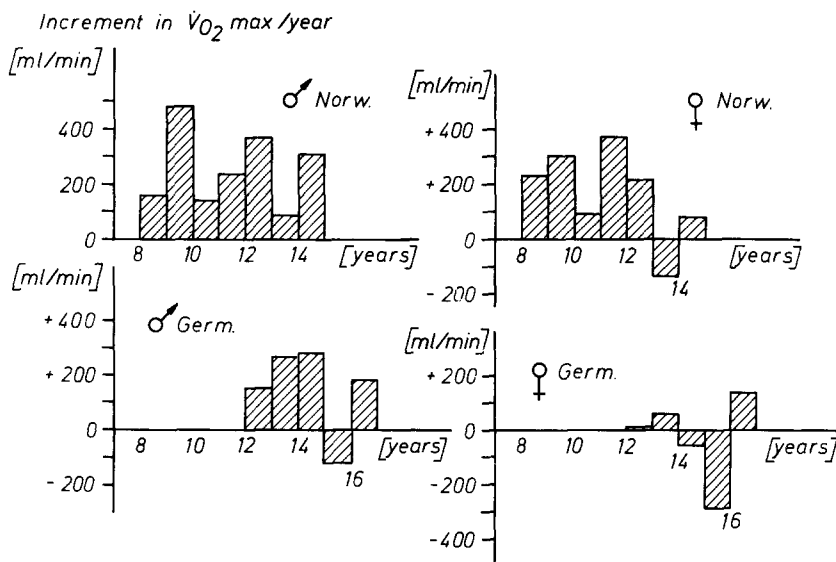 Increment in V̇O₂ max /year
[ml/min]
♂ Norw.
400
200
0
8 10 12 14 [years]
[ml/min]
♀ Norw.
+ 400
+ 200
0
8 10 12 [years]
14
- 200
[ml/min]
♂ Germ.
+ 400
+ 200
0
8 10 12 14 [years]
16
- 200
[ml/min]
♀ Germ.
+ 200
0
8 10 12 14 [years]
16
- 200
- 400